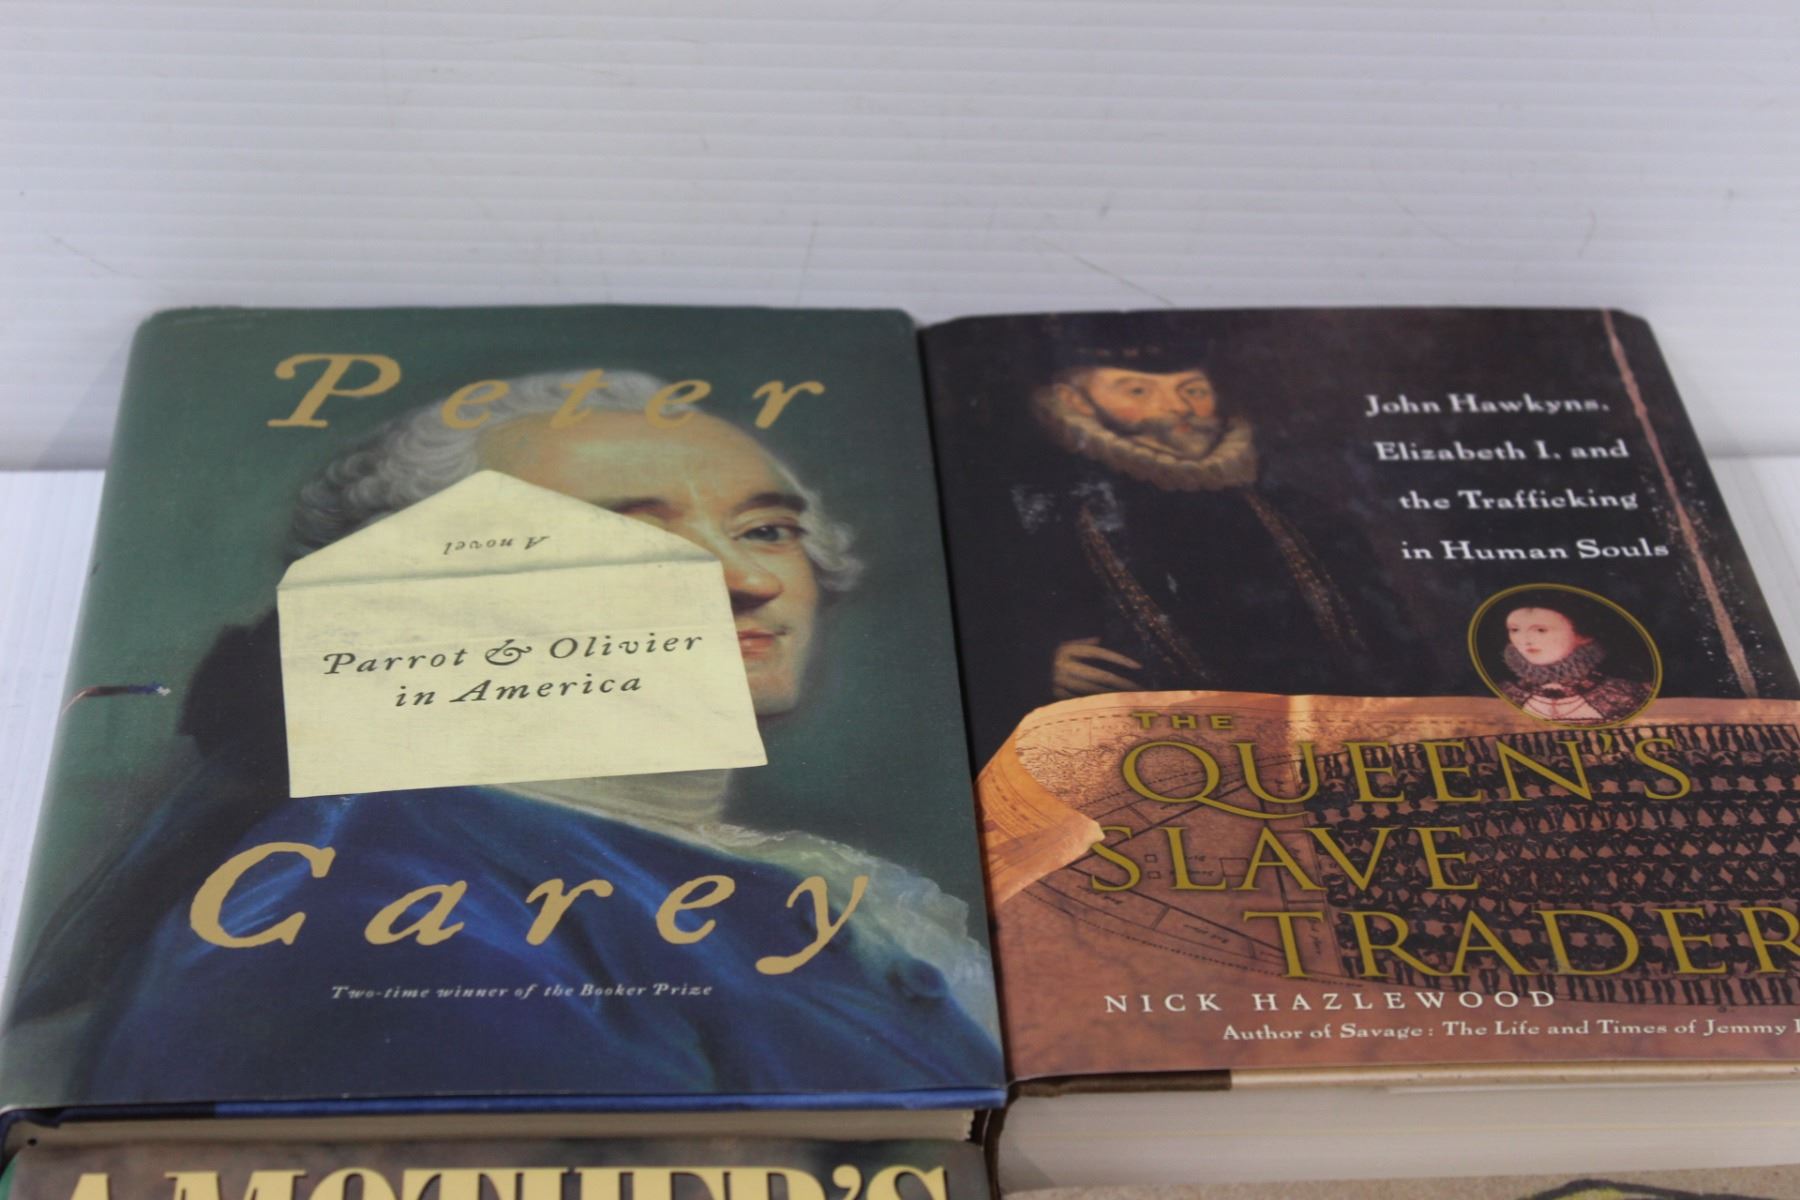 Peter
A novel
Parrot & Olivier
in America
Carey
Two-time winner of the Booker Prize
John Hawkyns,
Elizabeth I, and
the Trafficking
in Human Souls
THE
QUEEN'S
SLAVE
TRADER
NICK HAZLEWOOD
Author of Savage: The Life and Times of Jemmy
A MOTHER'S